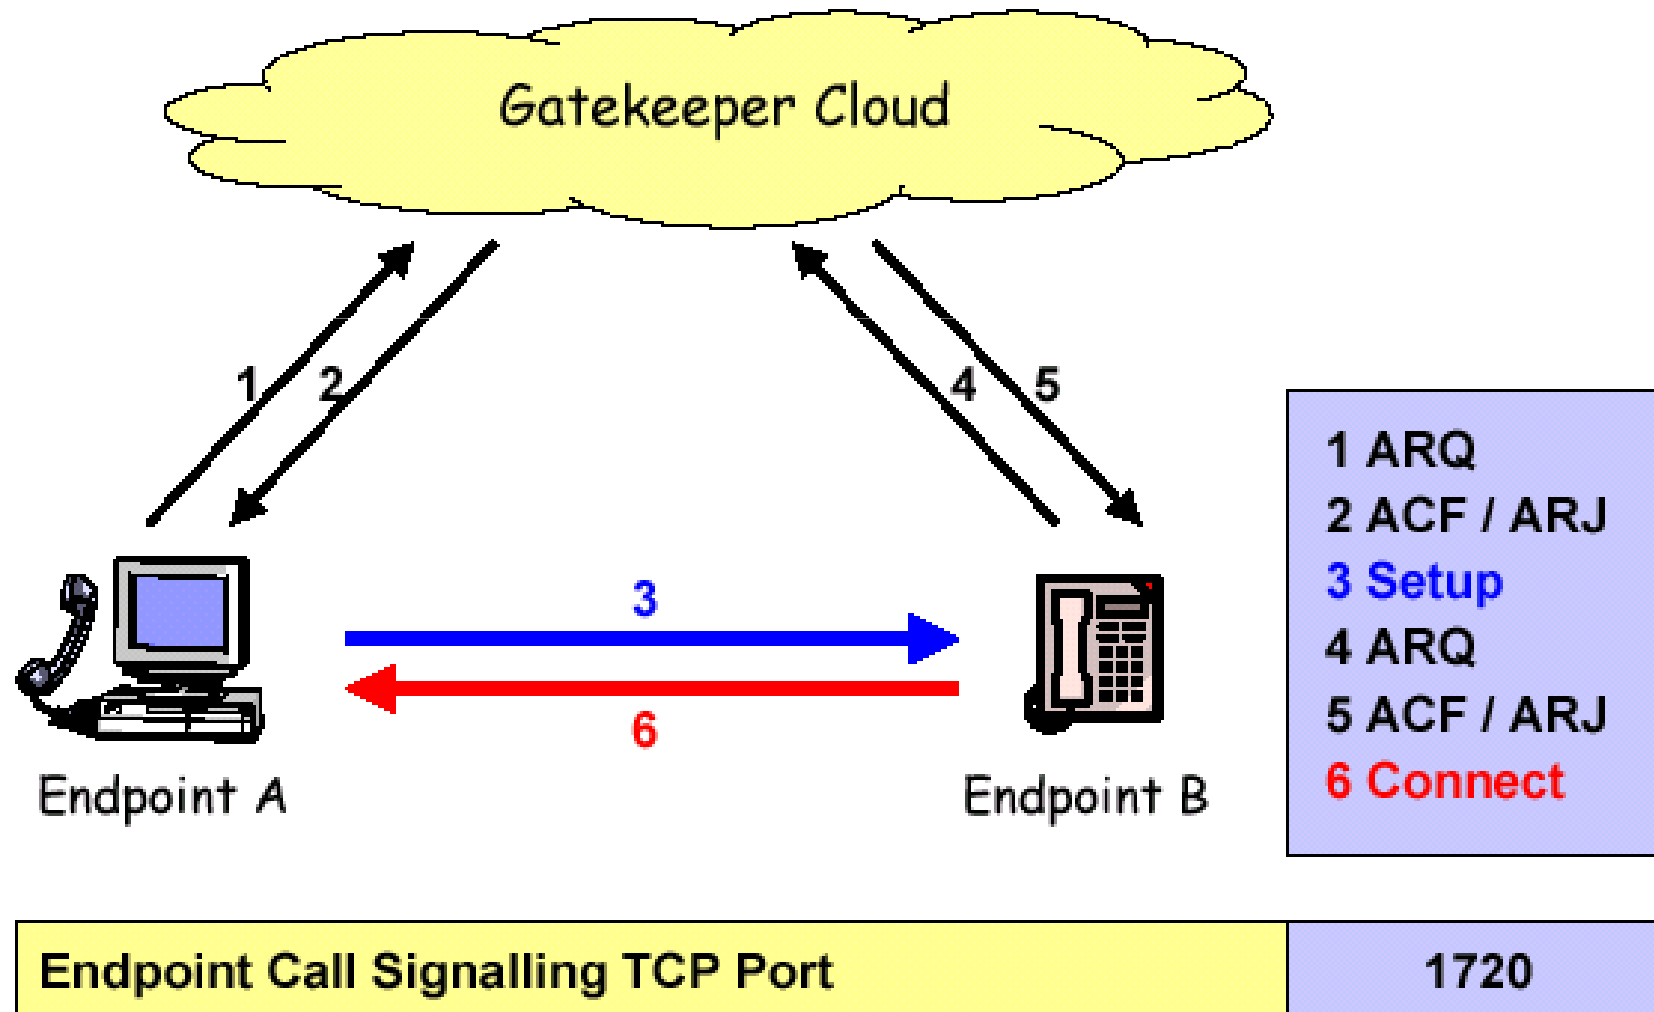 Gatekeeper Cloud
1
2
4
5
3
6
Endpoint A
Endpoint B
1 ARQ
2 ACF / ARJ
3 Setup
4 ARQ
5 ACF / ARJ
6 Connect
Endpoint Call Signalling TCP Port
1720